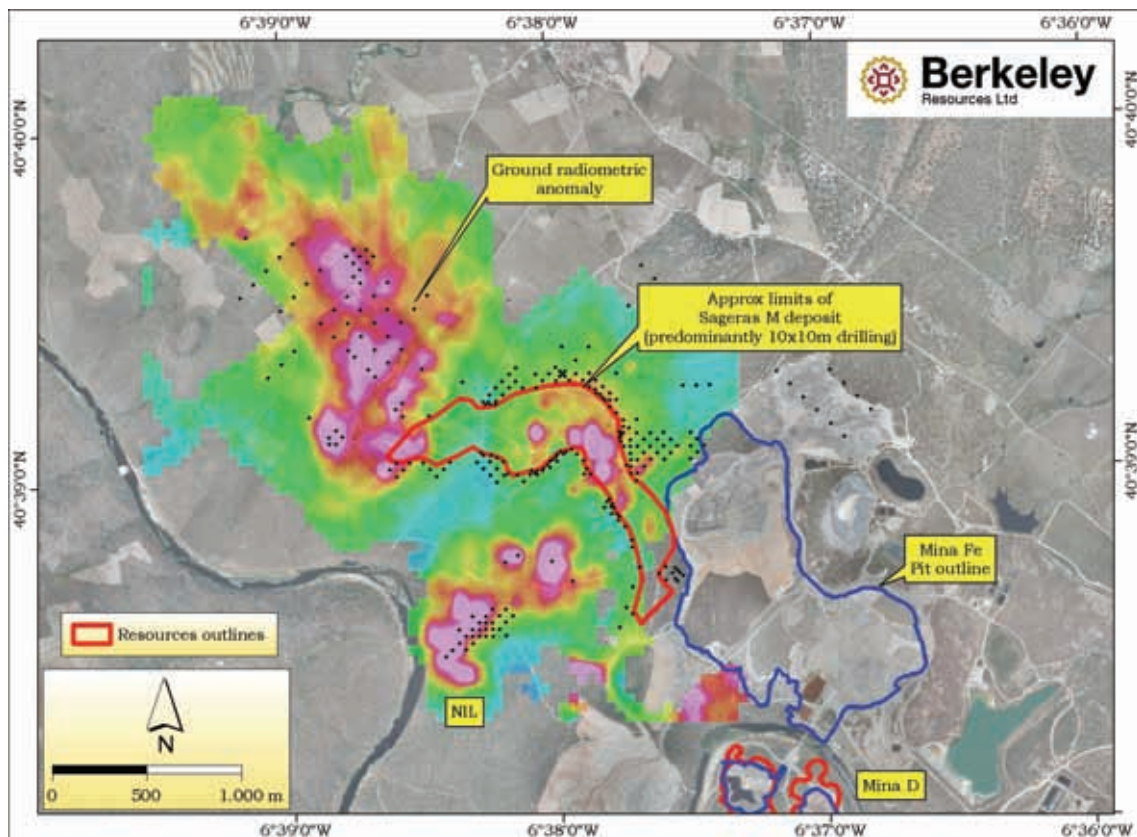 6°39'0"W
6°38'0"W
6°37'0"W
6°36'0"W
40°40'0"N
40°40'0"N
Berkeley
Resources Ltd
Ground radiometric
anomaly
Approx limits of
Sageras M deposit
(predominantly 10x10m drilling)
40°39'0"N
40°39'0"N
Mina Fe
Pit outline
Resources outlines
NIL
N
0
500
1.000 m
Mina D
6°39'0"W
6°38'0"W
6°37'0"W
6°36'0"W